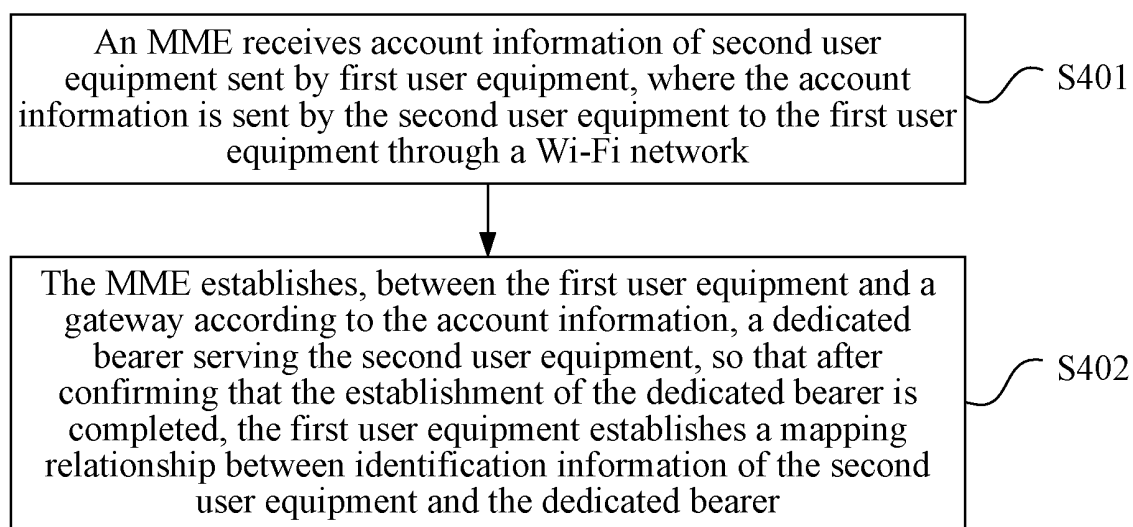 An MME receives account information of second user
equipment sent by first user equipment, where the account
information is sent by the second user equipment to the first user
equipment through a Wi-Fi network
S401
The MME establishes, between the first user equipment and a
gateway according to the account information, a dedicated
bearer serving the second user equipment, so that after
confirming that the establishment of the dedicated bearer is
completed, the first user equipment establishes a mapping
relationship between identification information of the second
user equipment and the dedicated bearer
S402